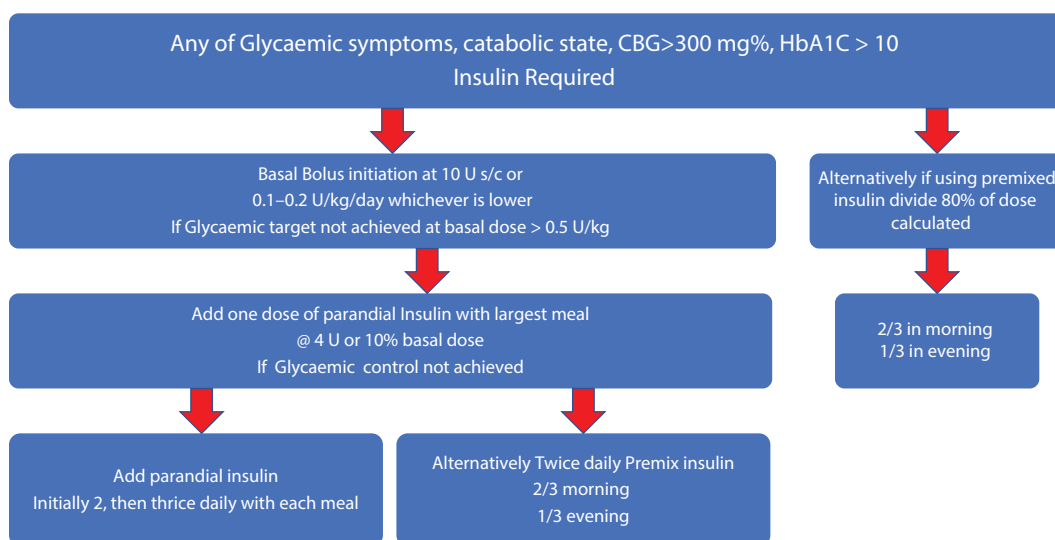 Any of Glycaemic symptoms, catabolic state, CBG>300 mg%, HbA1C > 10
Insulin Required
Basal Bolus initiation at 10 U s/c or
0.1–0.2 U/kg/day whichever is lower
If Glycaemic target not achieved at basal dose > 0.5 U/kg
Alternatively if using premixed
insulin divide 80% of dose
calculated
Add one dose of parandial Insulin with largest meal
@ 4 U or 10% basal dose
If Glycaemic control not achieved
2/3 in morning
1/3 in evening
Add parandial insulin
Initially 2, then thrice daily with each meal
Alternatively Twice daily Premix insulin
2/3 morning
1/3 evening